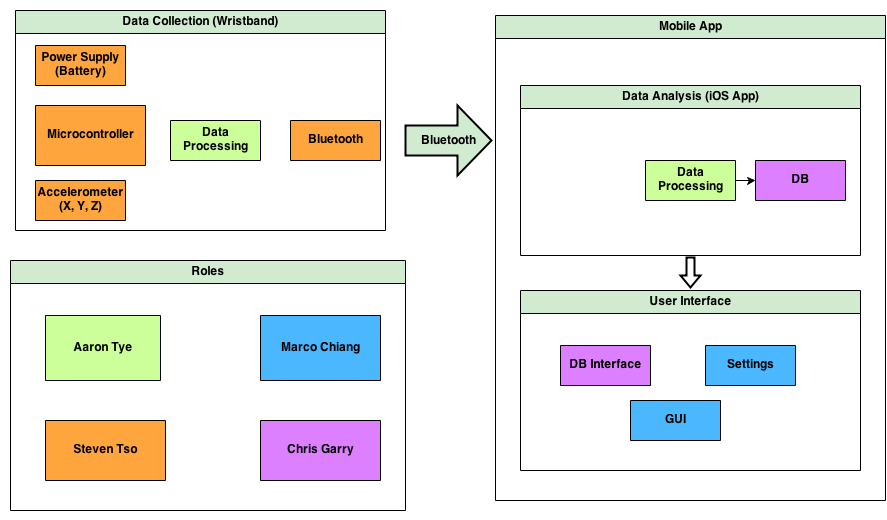 Data Collection (Wristband)
Power Supply
(Battery)
Microcontroller
Data
Processing
Bluetooth
Accelerometer
(X, Y, Z)
Bluetooth
Mobile App
Data Analysis (iOS App)
Data
Processing
DB
User Interface
DB Interface
Settings
GUI
Roles
Aaron Tye
Marco Chiang
Steven Tso
Chris Garry